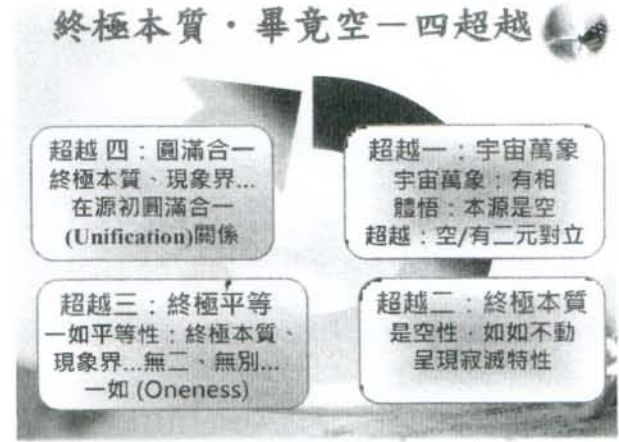 終極本質・畢竟空－四超越
超越四：圓滿合一
終極本質、現象界...
在源初圓滿合一
(Unification)關係
超越一：宇宙萬象
宇宙萬象：有相
體悟：本源是空
超越：空/有二元對立
超越三：終極平等
一如平等性：終極本質、
現象界...無二、無別...
一如 (Oneness)
超越二：終極本質
是空性，如如不動
呈現寂滅特性